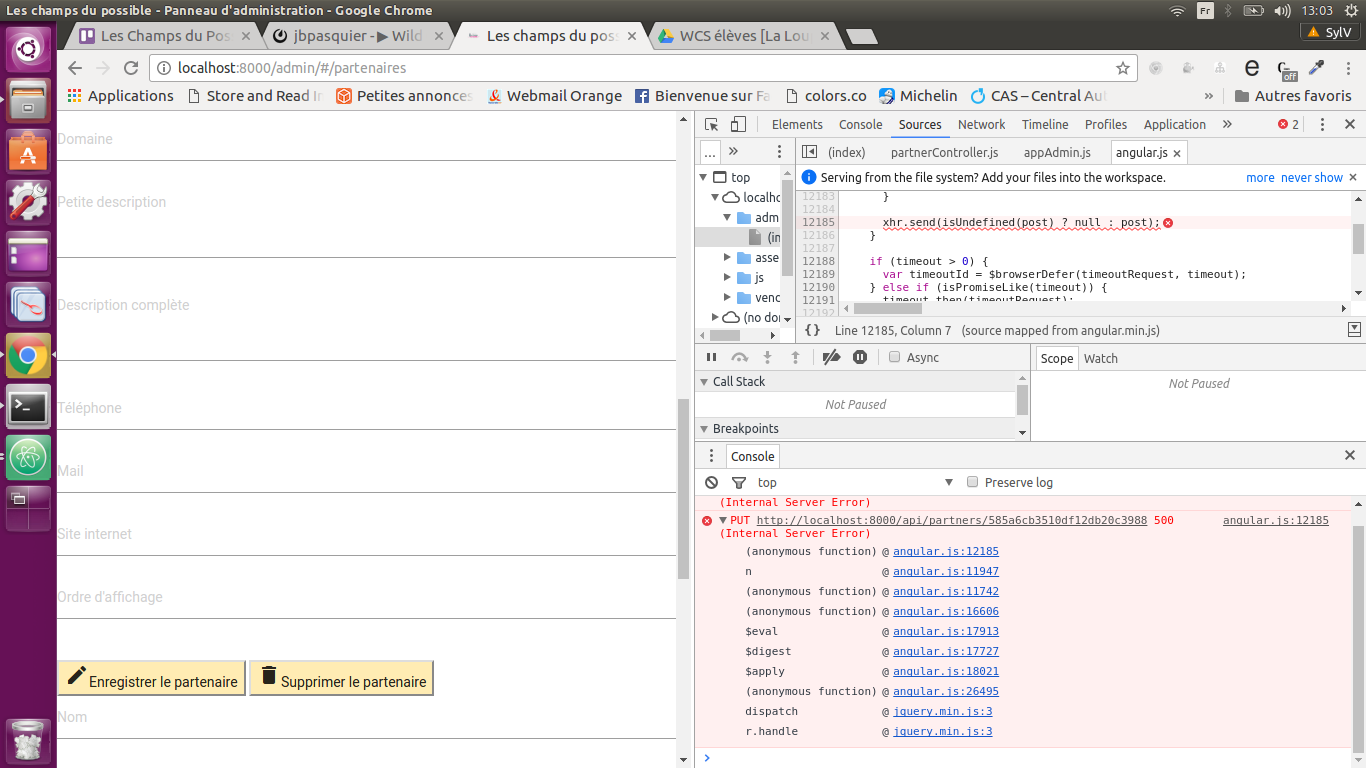 Les champs du possible - Panneau d'administration - Google Chrome
Fr
13:03
Les Champs du Pos
jbpasquier - ▶ Wild
Les champs du poss
WCS élèves [La Lou
SylV
localhost:8000/admin/#/partenaires
off
Applications
Store and Read I
Petites annonces
Webmail Orange
Bienvenue sur Fa
colors.co
Michelin
CAS – Central Aut
»
Autres favoris
Domaine
Petite description
Description complète
Téléphone
Mail
Site internet
Ordre d'affichage
Enregistrer le partenaire
Supprimer le partenaire
Nom
Elements
Console
Sources
Network
Timeline
Profiles
Application
»
2
...
»
(index)
partnerController.js
appAdmin.js
angular.js
Serving from the file system? Add your files into the workspace.
more
never show
top
localho
adm
(in
asse
js
venc
(no dor
12183 }
12184
12185 xhr.send(isUndefined(post) ? null : post);
12186 }
12187
12188 if (timeout > 0) {
12189 var timeoutId = $browserDefer(timeoutRequest, timeout);
12190 } else if (isPromiseLike(timeout)) {
12191 timeout.then(timeoutRequest);
12192
{} Line 12185, Column 7 (source mapped from angular.min.js)
Async
Call Stack
Not Paused
Breakpoints
Scope
Watch
Not Paused
Console
top
Preserve log
(Internal Server Error)
PUT http://localhost:8000/api/partners/585a6cb3510df12db20c3988 500 angular.js:12185
(Internal Server Error)
(anonymous function) @ angular.js:12185
n @ angular.js:11947
(anonymous function) @ angular.js:11742
(anonymous function) @ angular.js:16606
$eval @ angular.js:17913
$digest @ angular.js:17727
$apply @ angular.js:18021
(anonymous function) @ angular.js:26495
dispatch @ jquery.min.js:3
r.handle @ jquery.min.js:3